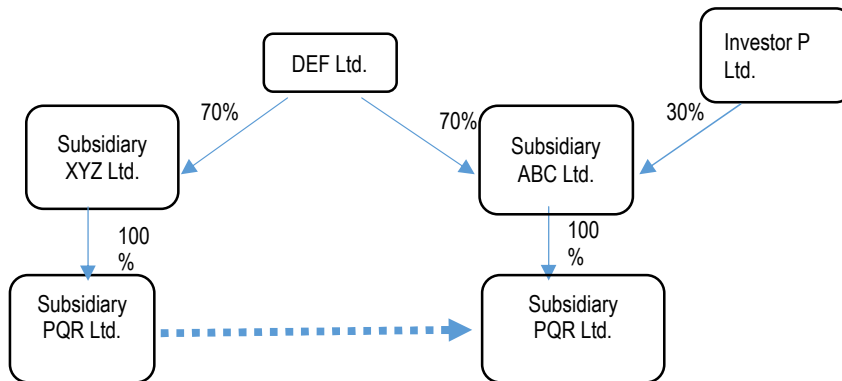 DEF Ltd.
Investor P
Ltd.
70%
70%
30%
Subsidiary
XYZ Ltd.
Subsidiary
ABC Ltd.
100
%
100
%
Subsidiary
PQR Ltd.
Subsidiary
PQR Ltd.